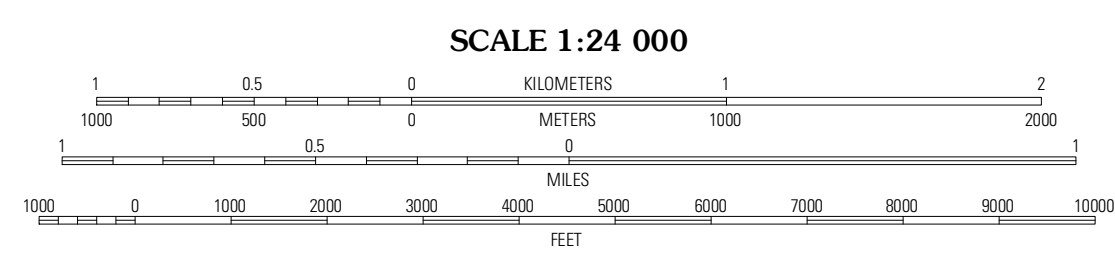 SCALE 1:24 000
1 0.5 0 KILOMETERS 1 2
1000 500 0 METERS 1000 2000
1 0.5 0 1
MILES
1000 0 1000 2000 3000 4000 5000 6000 7000 8000 9000 10000
FEET